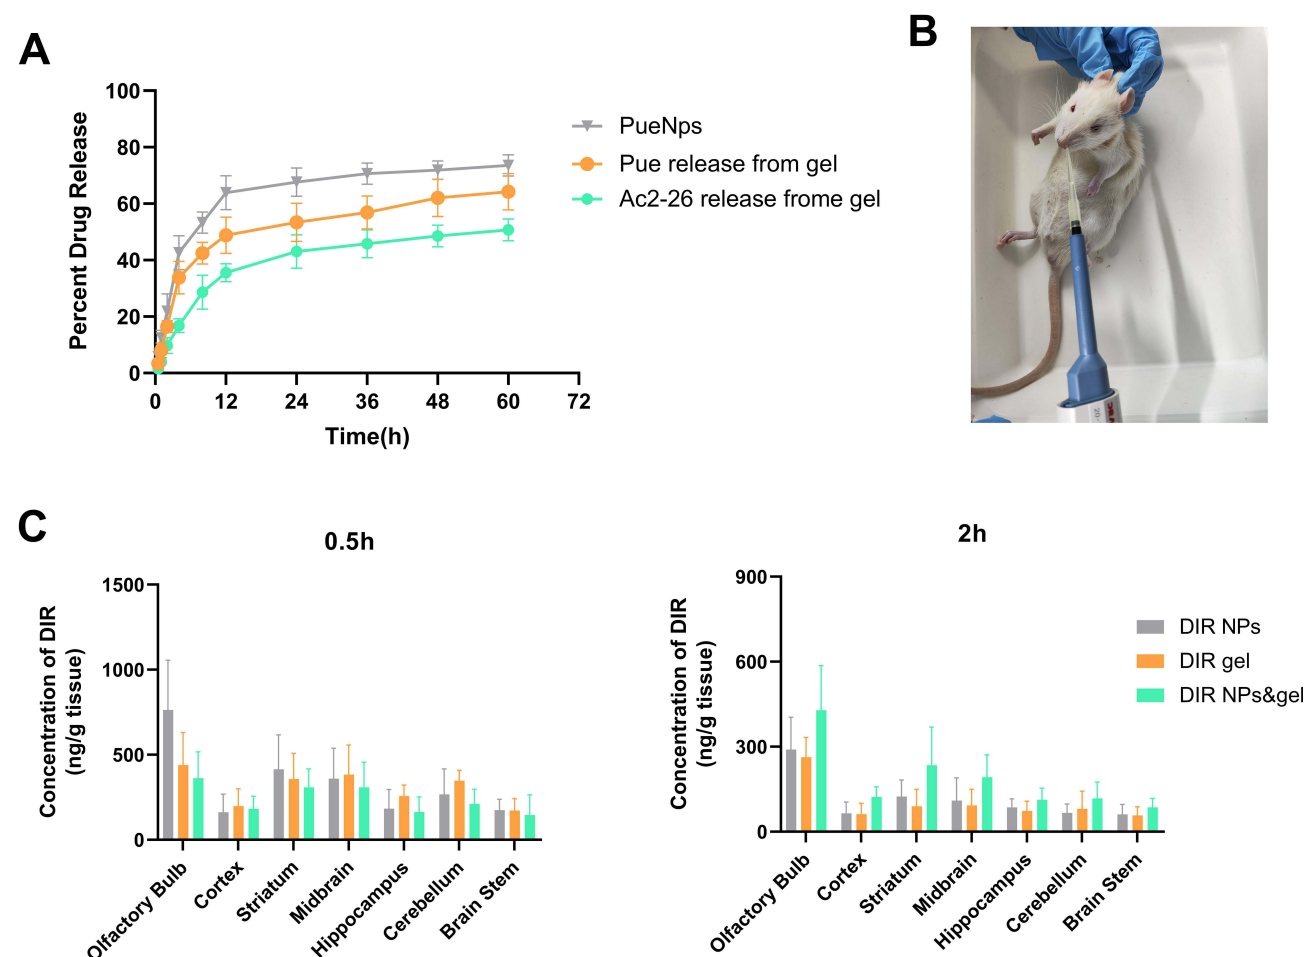 A
B
100
80
60
40
20
0
Percent Drug Release
0 12 24 36 48 60 72
Time(h)
PueNps
Pue release from gel
Ac2-26 release frome gel
20-
C
0.5h
1500
1000
500
0
Concentration of DIR
(ng/g tissue)
Olfactory Bulb
Cortex
Striatum
Midbrain
Hippocampus
Cerebellum
Brain Stem
2h
900
600
300
0
Concentration of DIR
(ng/g tissue)
Olfactory Bulb
Cortex
Striatum
Midbrain
Hippocampus
Cerebellum
Brain Stem
DIR NPs
DIR gel
DIR NPs&gel